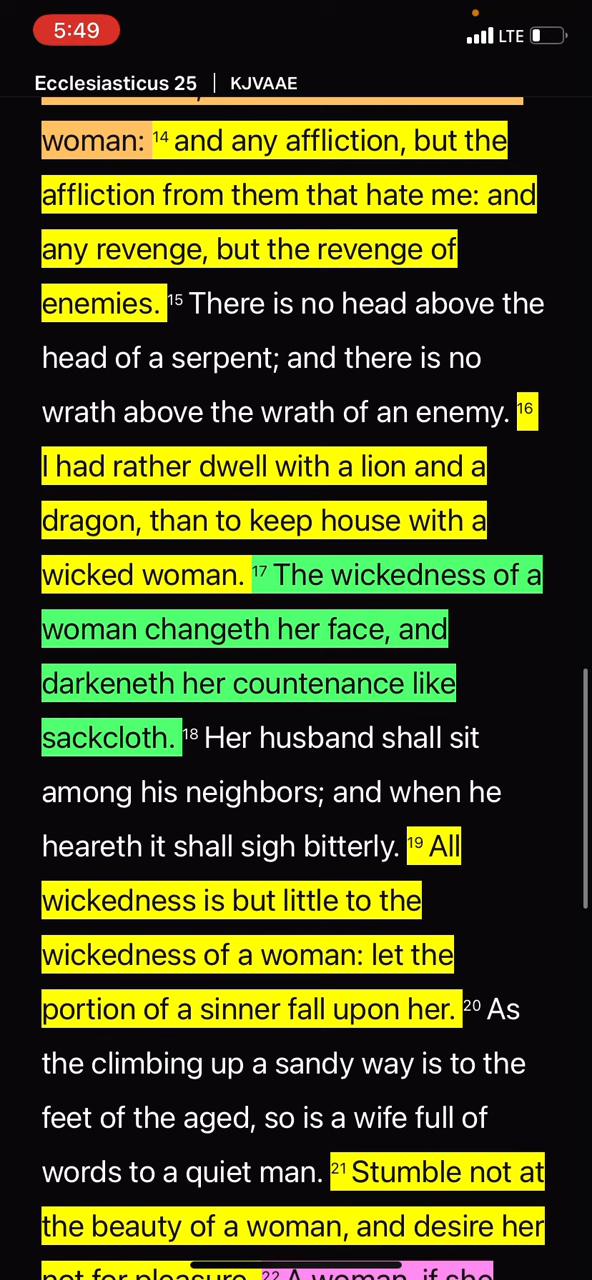 5:49
LTE
Ecclesiasticus 25 | KJVAAE
woman: 14 and any affliction, but the
affliction from them that hate me: and
any revenge, but the revenge of
enemies. 15 There is no head above the
head of a serpent; and there is no
wrath above the wrath of an enemy. 16
I had rather dwell with a lion and a
dragon, than to keep house with a
wicked woman. 17 The wickedness of a
woman changeth her face, and
darkeneth her countenance like
sackcloth. 18 Her husband shall sit
among his neighbors; and when he
heareth it shall sigh bitterly. 19 All
wickedness is but little to the
wickedness of a woman: let the
portion of a sinner fall upon her. 20 As
the climbing up a sandy way is to the
feet of the aged, so is a wife full of
words to a quiet man. 21 Stumble not at
the beauty of a woman, and desire her
not for pleasure. 22 A woman, if she